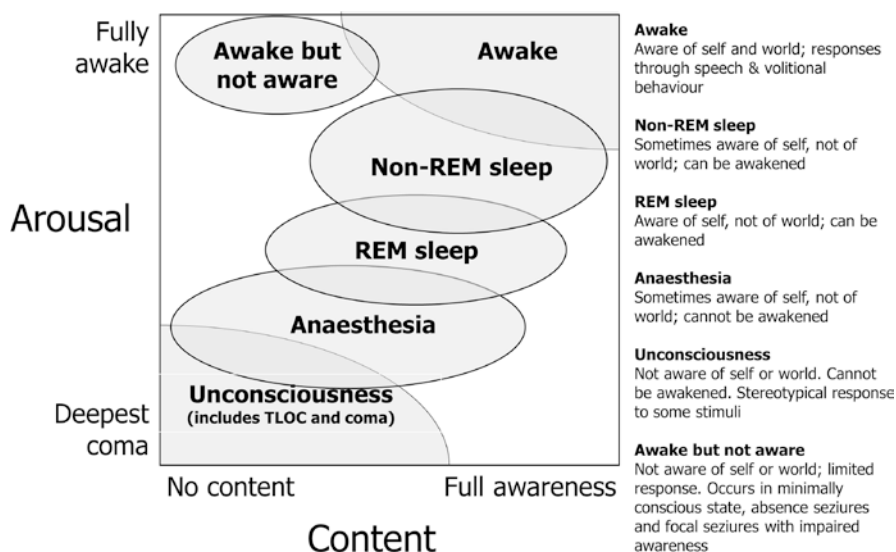 Fully
awake
Awake but
not aware
Awake
Non-REM sleep
Arousal
REM sleep
Anaesthesia
Unconsciousness
(includes TLOC and coma)
Deepest
coma
No content
Full awareness
Content
Awake
Aware of self and world; responses
through speech & volitional
behaviour
Non-REM sleep
Sometimes aware of self, not of
world; can be awakened
REM sleep
Aware of self, not of world; can be
awakened
Anaesthesia
Sometimes aware of self, not of
world; cannot be awakened
Unconsciousness
Not aware of self or world. Cannot
be awakened. Stereotypical response
to some stimuli
Awake but not aware
Not aware of self or world; limited
response. Occurs in minimally
conscious state, absence seziures
and focal seziures with impaired
awareness